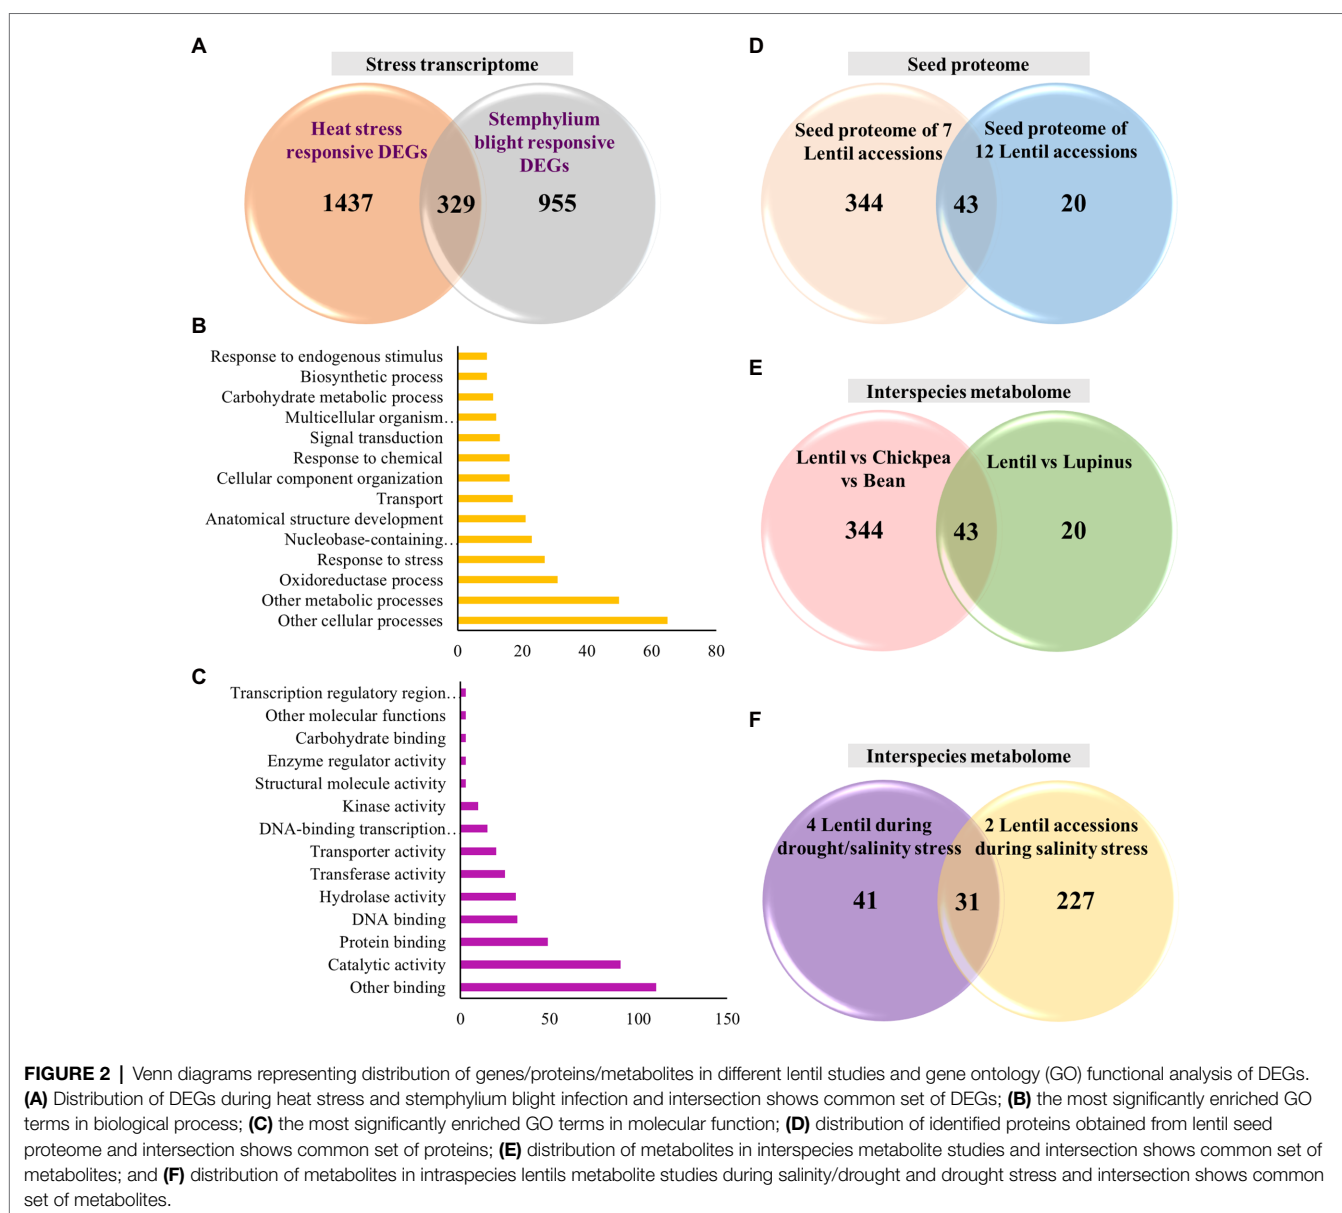 A
Stress transcriptome
Heat stress
responsive DEGs
Stemphylium
blight responsive
DEGs
1437
329
955
B
Response to endogenous stimulus
Biosynthetic process
Carbohydrate metabolic process
Multicellular organism..
Signal transduction
Response to chemical
Cellular component organization
Transport
Anatomical structure development
Nucleobase-containing..
Response to stress
Oxidoreductase process
Other metabolic processes
Other cellular processes
0 20 40 60 80
C
Transcription regulatory region..
Other molecular functions
Carbohydrate binding
Enzyme regulator activity
Structural molecule activity
Kinase activity
DNA-binding transcription..
Transporter activity
Transferase activity
Hydrolase activity
DNA binding
Protein binding
Catalytic activity
Other binding
0 50 100 150
D
Seed proteome
Seed proteome of 7
Lentil accessions
Seed proteome of
12 Lentil accessions
344
43
20
E
Interspecies metabolome
Lentil vs Chickpea
vs Bean
Lentil vs Lupinus
344
43
20
F
Interspecies metabolome
4 Lentil during
drought/salinity stress
2 Lentil accessions
during salinity stress
41
31
227
FIGURE 2 | Venn diagrams representing distribution of genes/proteins/metabolites in different lentil studies and gene ontology (GO) functional analysis of DEGs.
(A) Distribution of DEGs during heat stress and stemphylium blight infection and intersection shows common set of DEGs; (B) the most significantly enriched GO
terms in biological process; (C) the most significantly enriched GO terms in molecular function; (D) distribution of identified proteins obtained from lentil seed
proteome and intersection shows common set of proteins; (E) distribution of metabolites in interspecies metabolite studies and intersection shows common set of
metabolites; and (F) distribution of metabolites in intraspecies lentils metabolite studies during salinity/drought and drought stress and intersection shows common
set of metabolites.